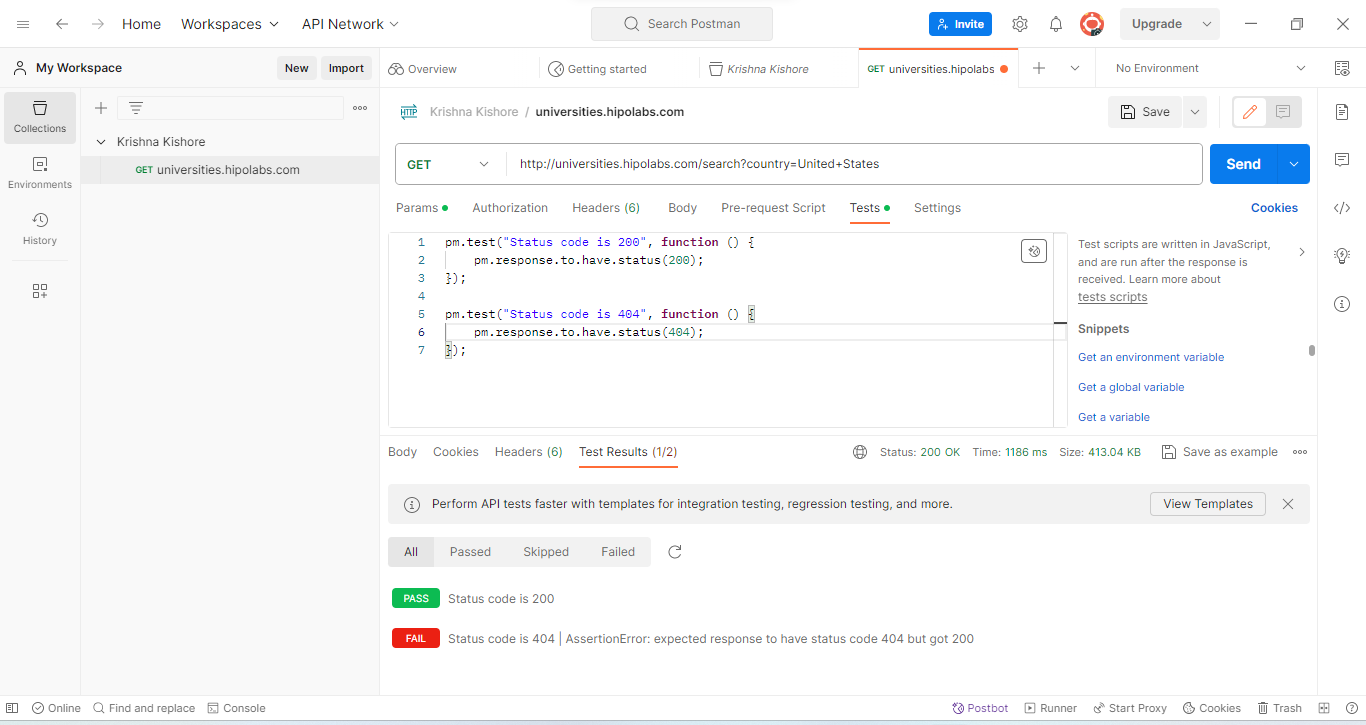 Home Workspaces API Network Search Postman Invite Upgrade
My Workspace New Import Overview Getting started Krishna Kishore GET universities.hipolabs No Environment
Collections
Environments
History
Krishna Kishore
GET universities.hipolabs.com
HTTP Krishna Kishore / universities.hipolabs.com Save
GET http://universities.hipolabs.com/search?country=United+States Send
Params Authorization Headers (6) Body Pre-request Script Tests Settings Cookies
1 pm.test("Status code is 200", function () {
2 pm.response.to.have.status(200);
3 });
4
5 pm.test("Status code is 404", function () {
6 pm.response.to.have.status(404);
7 });
Test scripts are written in JavaScript,
and are run after the response is
received. Learn more about
tests scripts
Snippets
Get an environment variable
Get a global variable
Get a variable
Body Cookies Headers (6) Test Results (1/2) Status: 200 OK Time: 1186 ms Size: 413.04 KB Save as example
Perform API tests faster with templates for integration testing, regression testing, and more. View Templates
All Passed Skipped Failed
PASS Status code is 200
FAIL Status code is 404 | AssertionError: expected response to have status code 404 but got 200
Online Find and replace Console Postbot Runner Start Proxy Cookies Trash